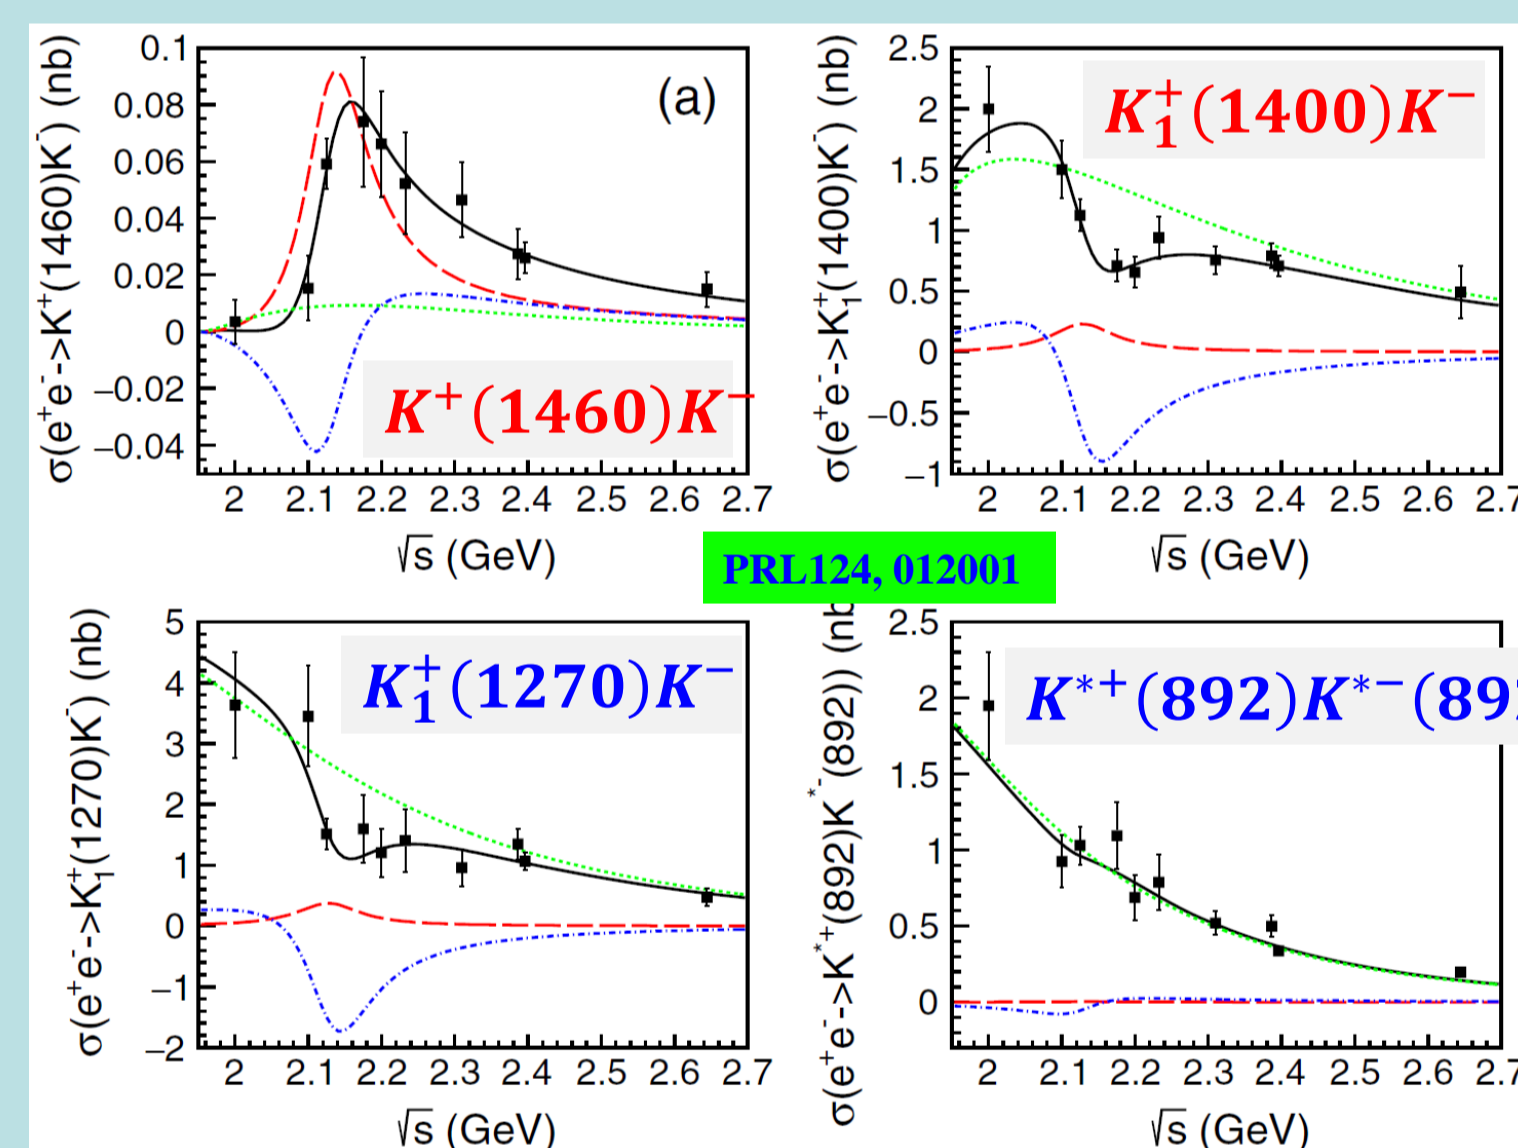 σ(e⁺e⁻->K⁺(1460)K⁻) (nb)
0.1
0.08
0.06
0.04
0.02
0
−0.02
−0.04
(a)
K⁺(1460)K⁻
2 2.1 2.2 2.3 2.4 2.5 2.6 2.7
√s (GeV)
σ(e⁺e⁻->K₁⁺(1400)K⁻) (nb)
2.5
2
1.5
1
0.5
0
−0.5
−1
K₁⁺(1400)K⁻
2 2.1 2.2 2.3 2.4 2.5 2.6 2.7
√s (GeV)
PRL124, 012001
σ(e⁺e⁻->K₁⁺(1270)K⁻) (nb)
5
4
3
2
1
0
−1
−2
K₁⁺(1270)K⁻
2 2.1 2.2 2.3 2.4 2.5 2.6 2.7
√s (GeV)
σ(e⁺e⁻->K*⁺(892)K*⁻(892)) (nb
2.5
2
1.5
1
0.5
0
K*⁺(892)K*⁻(89
2 2.1 2.2 2.3 2.4 2.5 2.6 2.7
√s (GeV)